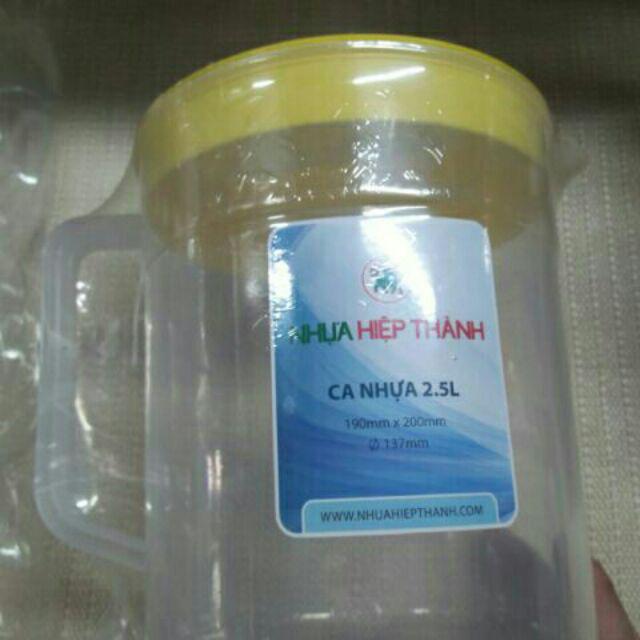 NHỰA HIỆP THÀNH
CA NHỰA 2.5L
190mm x 200mm
∅ 137mm
WWW.NHUAHIEPTHANH.COM